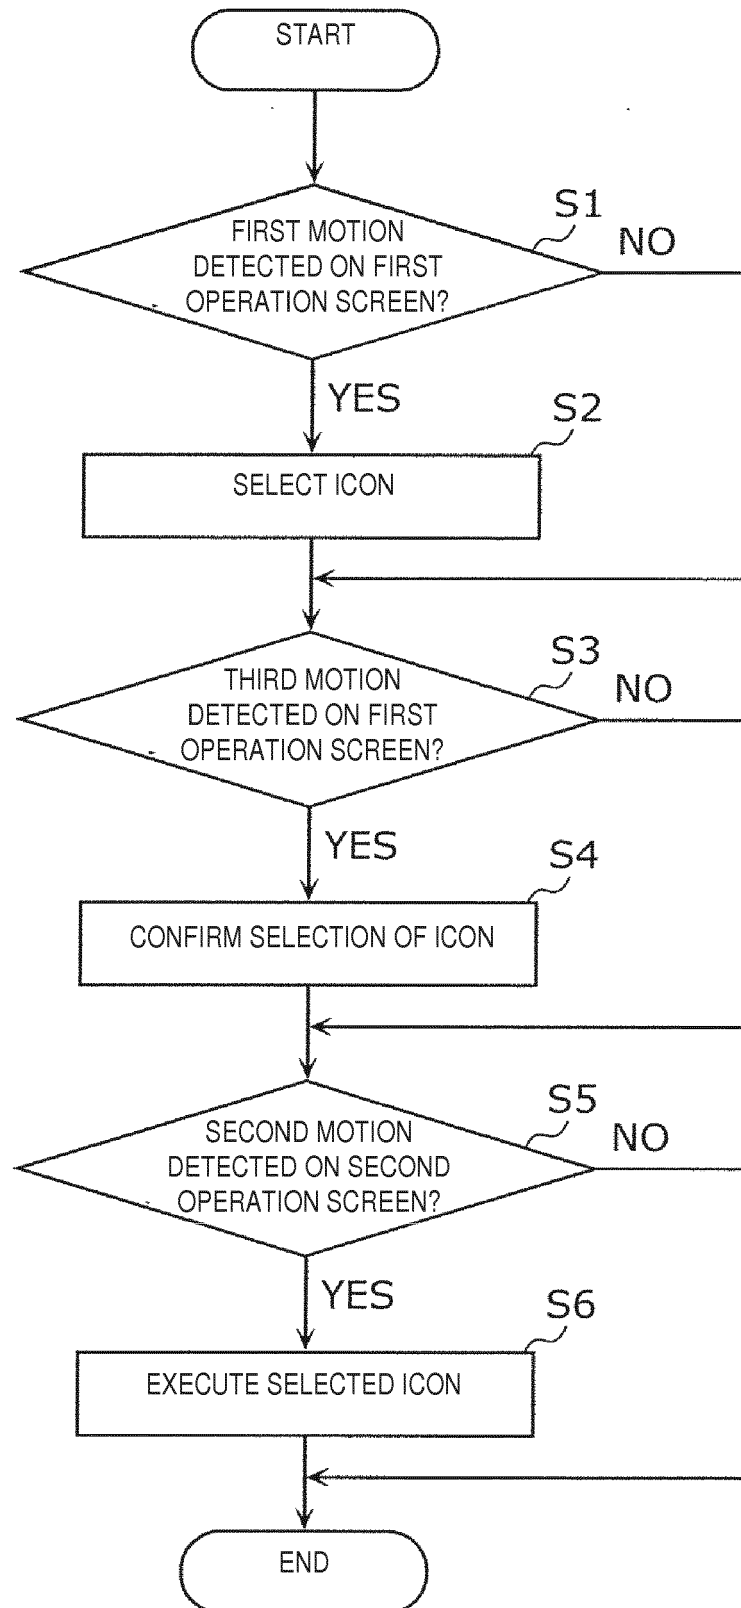 START
S1
NO
FIRST MOTION
DETECTED ON FIRST
OPERATION SCREEN?
YES
S2
SELECT ICON
S3
NO
THIRD MOTION
DETECTED ON FIRST
OPERATION SCREEN?
YES
S4
CONFIRM SELECTION OF ICON
S5
NO
SECOND MOTION
DETECTED ON SECOND
OPERATION SCREEN?
YES
S6
EXECUTE SELECTED ICON
END